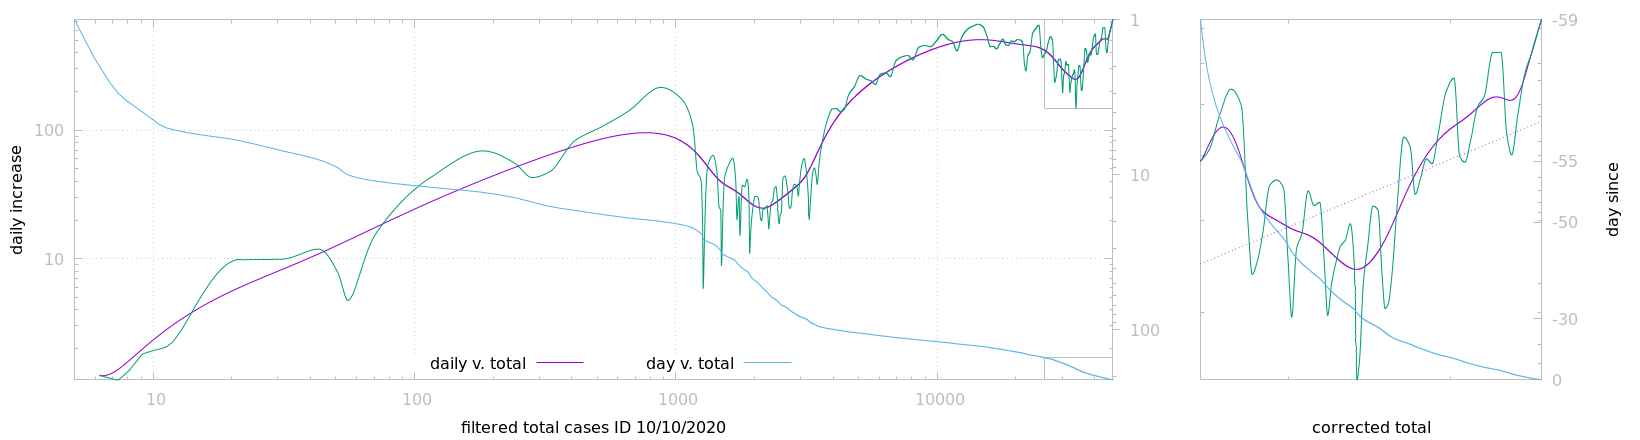 daily increase
100
10
daily v. total
day v. total
10
100
1000
10000
filtered total cases ID 10/10/2020
1
10
100
corrected total
-59
-55
-50
-30
0
day since